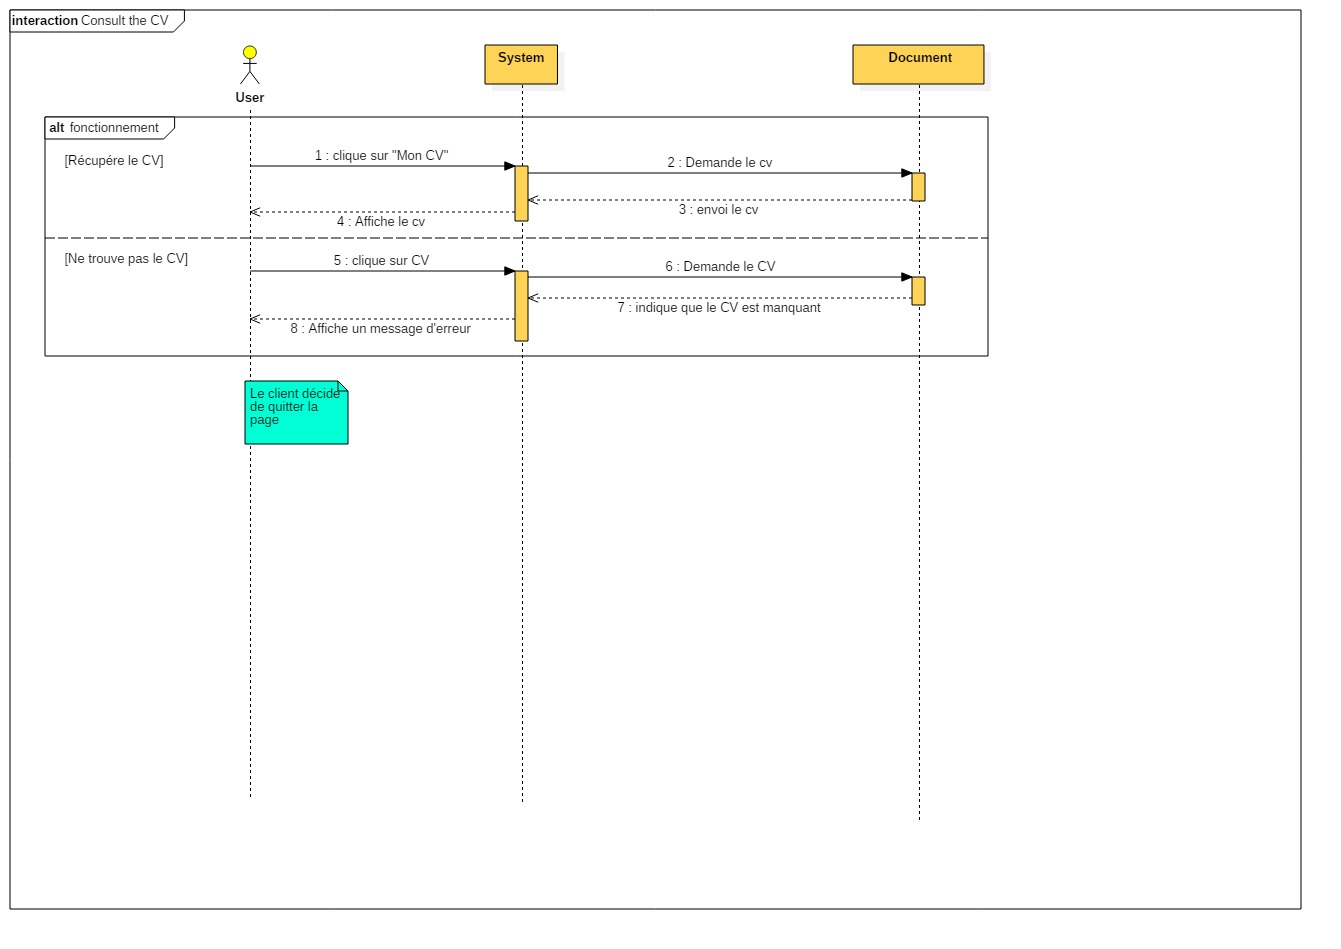 interaction Consult the CV
User
System
Document
alt fonctionnement
[Récupére le CV]
1 : clique sur "Mon CV"
2 : Demande le cv
3 : envoi le cv
4 : Affiche le cv
[Ne trouve pas le CV]
5 : clique sur CV
6 : Demande le CV
7 : indique que le CV est manquant
8 : Affiche un message d'erreur
Le client décide
de quitter la
page